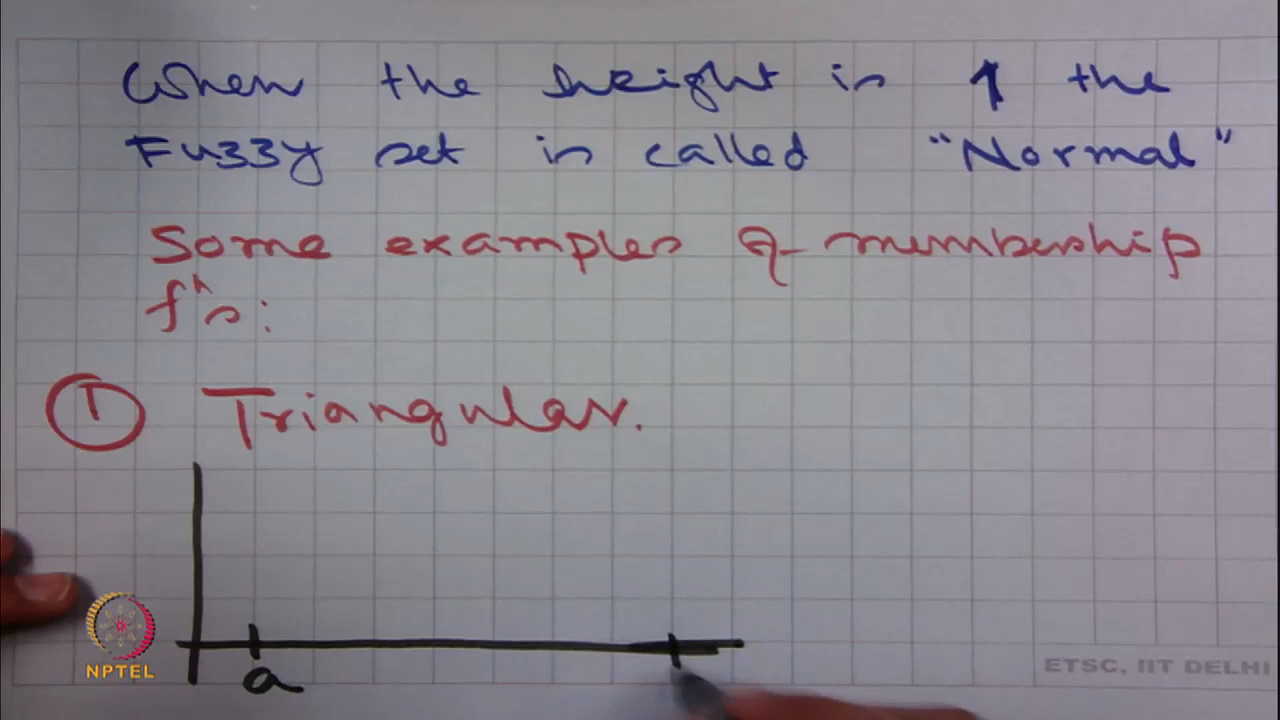 When the height is 1 the
Fuzzy set is called "Normal"
Some examples of membership
fⁿs:
① Triangular.
a
NPTEL
ETSC, IIT DELHI